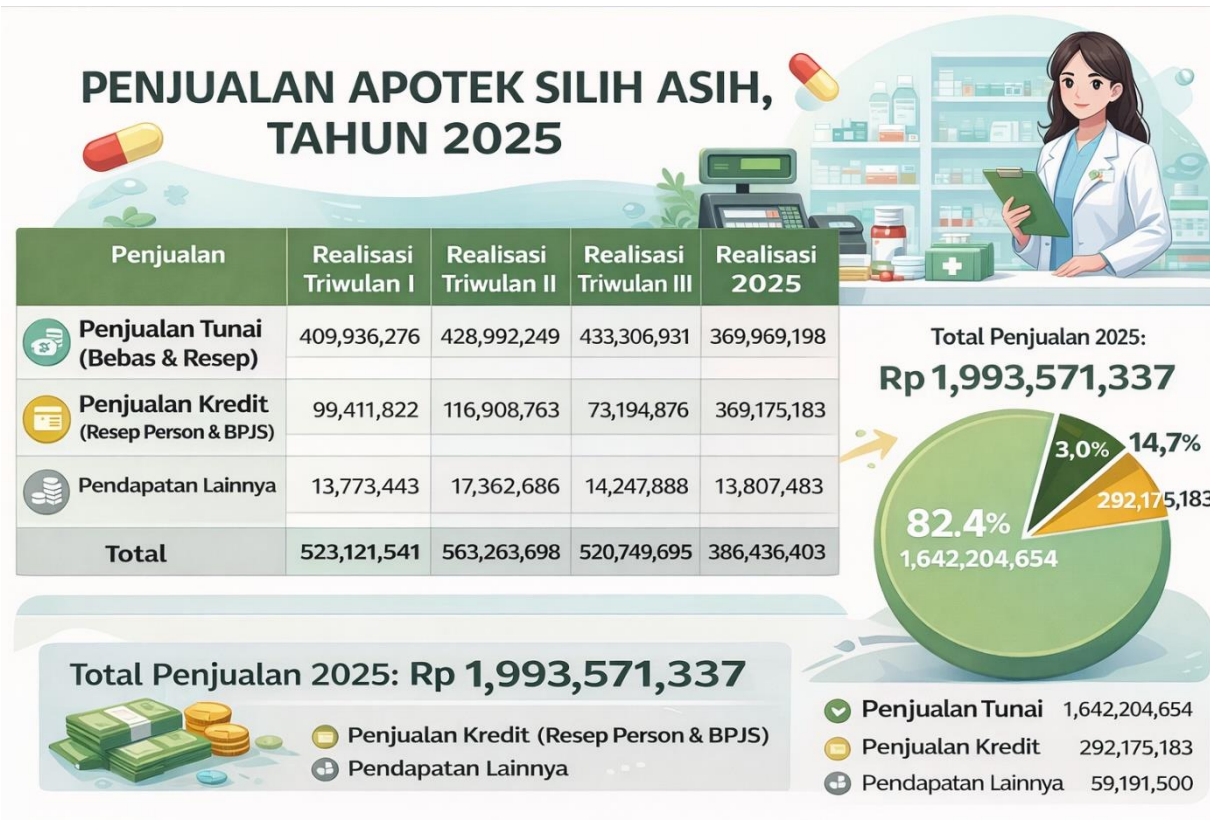 PENJUALAN APOTEK SILIH ASIH,
TAHUN 2025
Penjualan Realisasi Triwulan I Realisasi Triwulan II Realisasi Triwulan III Realisasi 2025
Penjualan Tunai (Bebas & Resep) 409,936,276 428,992,249 433,306,931 369,969,198
Penjualan Kredit (Resep Person & BPJS) 99,411,822 116,908,763 73,194,876 369,175,183
Pendapatan Lainnya 13,773,443 17,362,686 14,247,888 13,807,483
Total 523,121,541 563,263,698 520,749,695 386,436,403
Total Penjualan 2025:
Rp 1,993,571,337
3,0%
14,7%
292,175,183
82.4%
1,642,204,654
Total Penjualan 2025: Rp 1,993,571,337
Penjualan Kredit (Resep Person & BPJS)
Pendapatan Lainnya
Penjualan Tunai 1,642,204,654
Penjualan Kredit 292,175,183
Pendapatan Lainnya 59,191,500